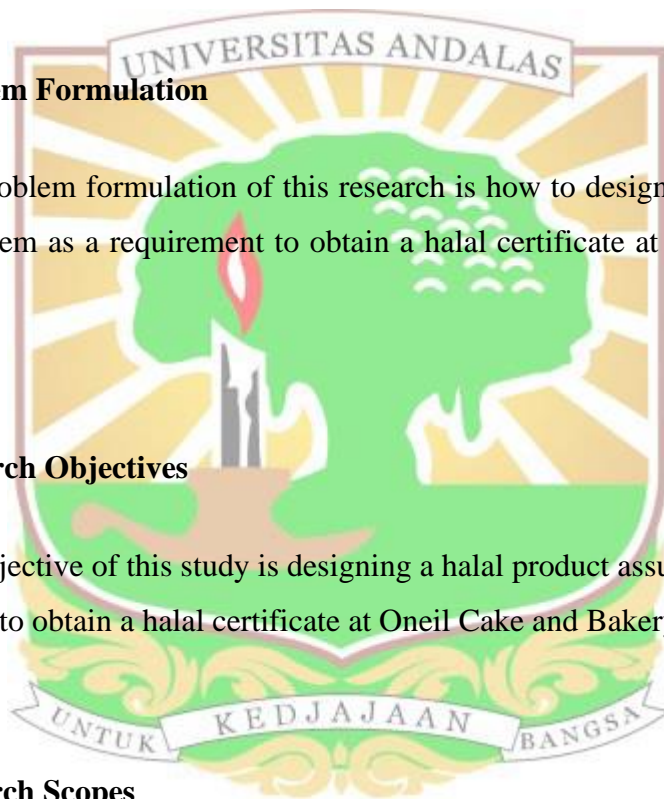 UNIVERSITAS ANDALAS
em Formulation
oblem formulation of this research is how to design
em as a requirement to obtain a halal certificate at
rch Objectives
jective of this study is designing a halal product assu
to obtain a halal certificate at Oneil Cake and Bakery
UNTUK KEDJAJAAN BANGSA
rch Scopes